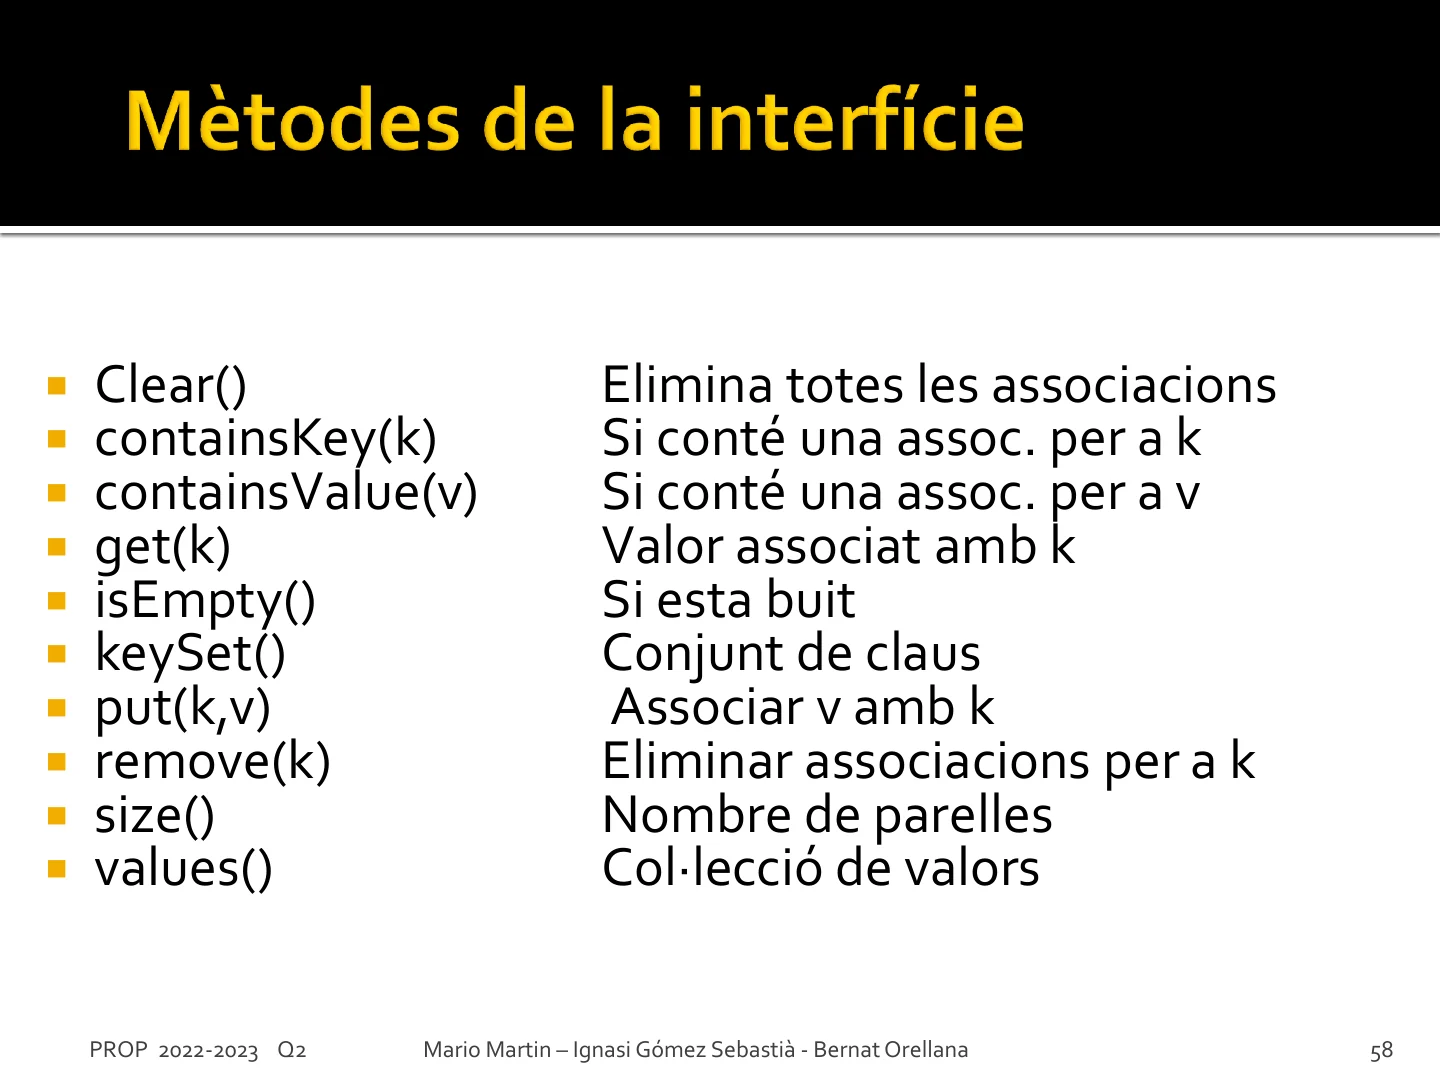 Mètodes de la interfície
Clear() Elimina totes les associacions
containsKey(k) Si conté una assoc. per a k
containsValue(v) Si conté una assoc. per a v
get(k) Valor associat amb k
isEmpty() Si esta buit
keySet() Conjunt de claus
put(k,v) Associar v amb k
remove(k) Eliminar associacions per a k
size() Nombre de parelles
values() Col·lecció de valors
PROP 2022-2023 Q2 Mario Martin – Ignasi Gómez Sebastià - Bernat Orellana 58